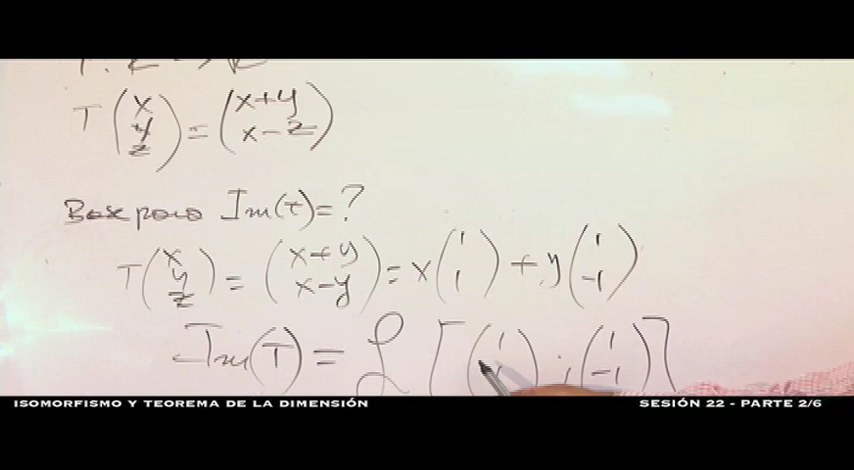 T (x y z) = (x+y x-z)
Base para Im(T)=?
T (x y z) = (x+y x-y) = x (1 1) + y (1 -1)
Im(T) = ℒ [(1 1) , (1 -1)]
ISOMORFISMO Y TEOREMA DE LA DIMENSIÓN
SESIÓN 22 - PARTE 2/6